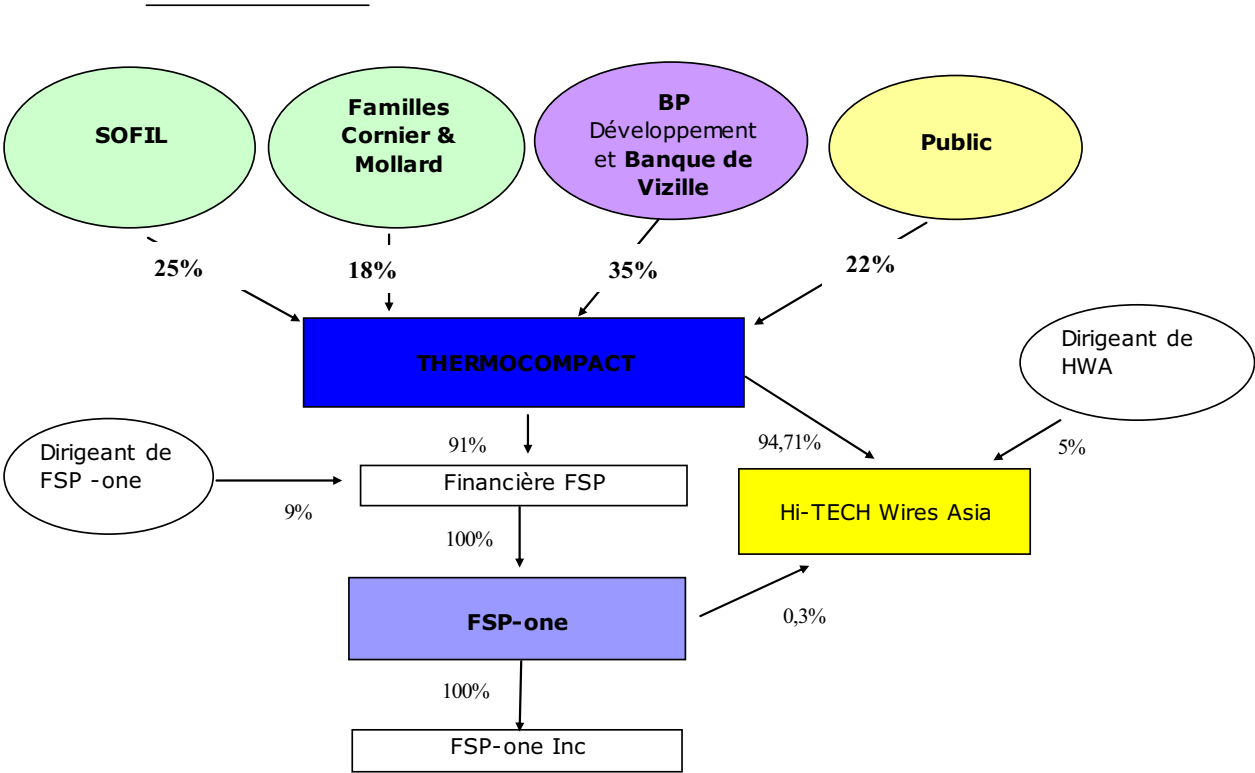 SOFIL
Familles
Cornier &
Mollard
BP
Développement
et Banque de
Vizille
Public
25%
18%
35%
22%
THERMOCOMPACT
Dirigeant de
HWA
91%
94,71%
5%
Dirigeant de
FSP -one
9%
Financière FSP
Hi-TECH Wires Asia
100%
FSP-one
0,3%
100%
FSP-one Inc